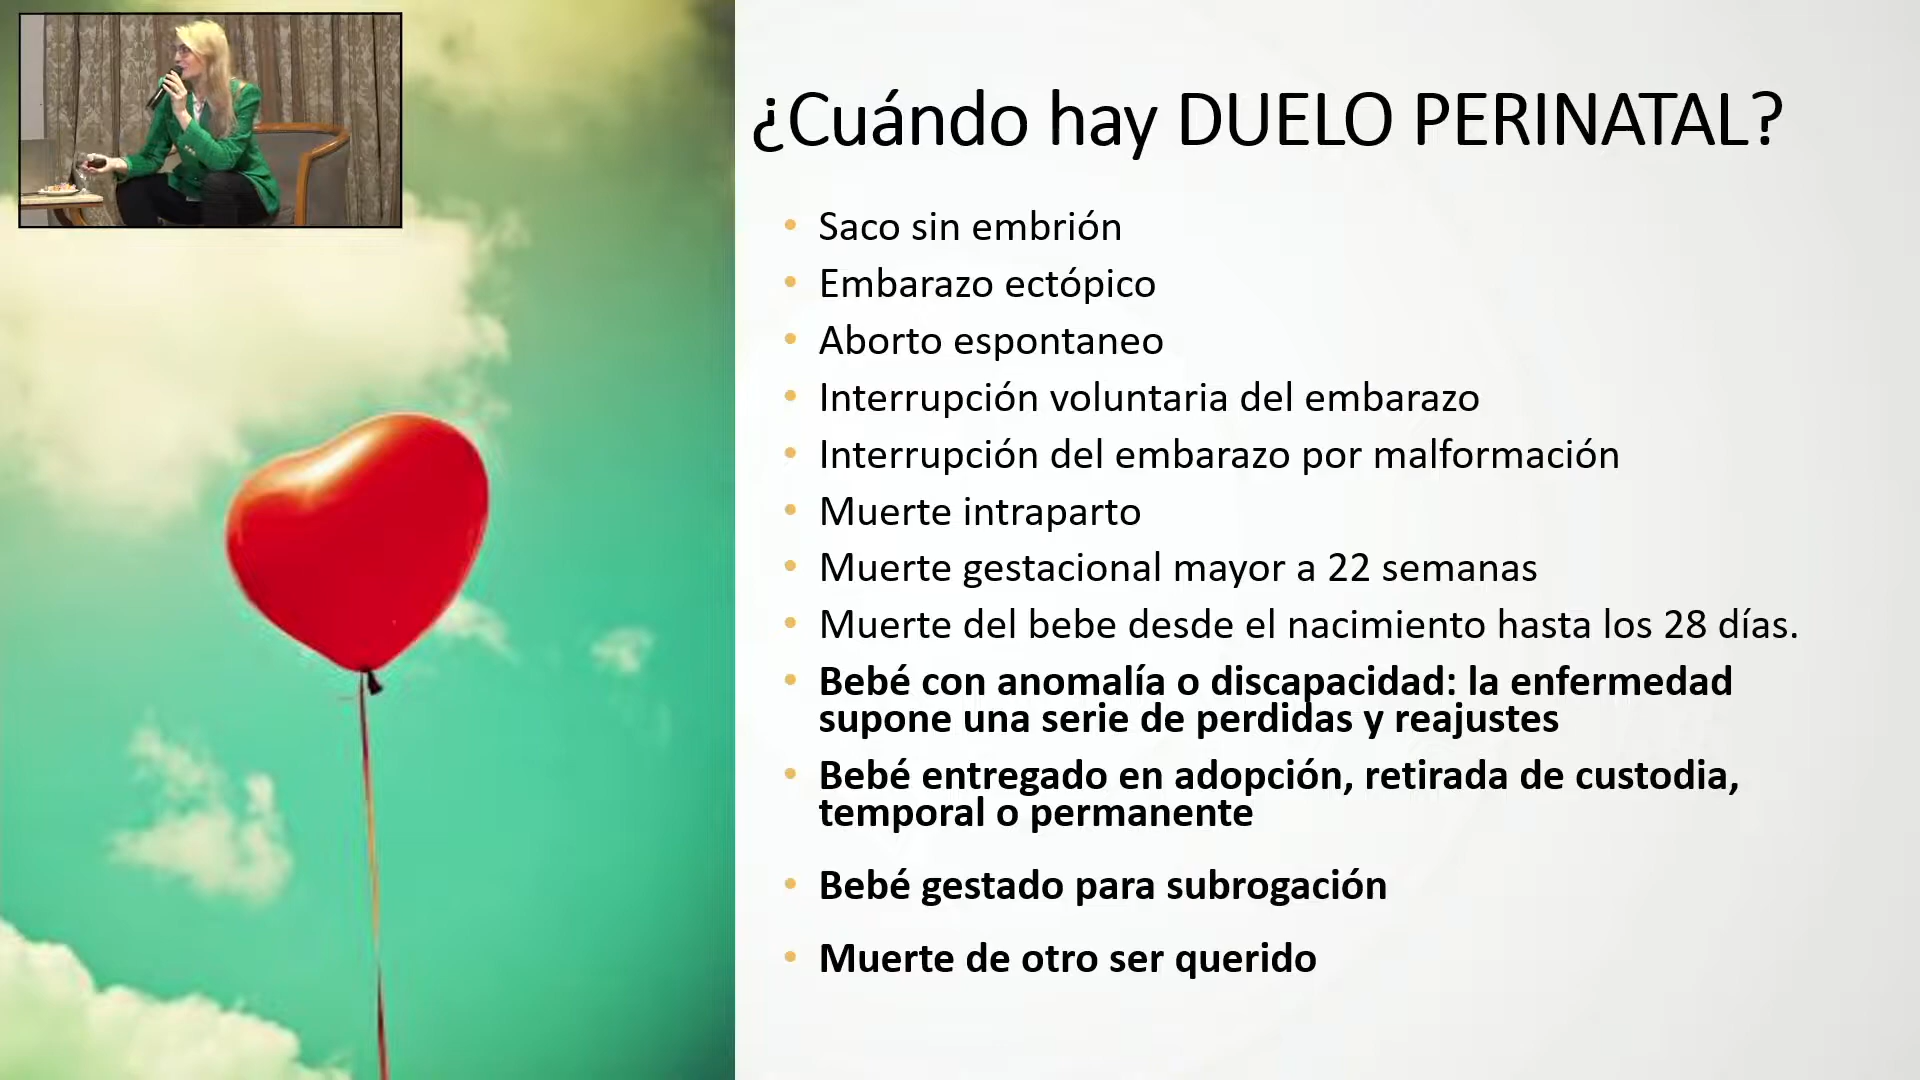 ¿Cuándo hay DUELO PERINATAL?
• Saco sin embrión
• Embarazo ectópico
• Aborto espontaneo
• Interrupción voluntaria del embarazo
• Interrupción del embarazo por malformación
• Muerte intraparto
• Muerte gestacional mayor a 22 semanas
• Muerte del bebe desde el nacimiento hasta los 28 días.
• Bebé con anomalía o discapacidad: la enfermedad
supone una serie de perdidas y reajustes
• Bebé entregado en adopción, retirada de custodia,
temporal o permanente
• Bebé gestado para subrogación
• Muerte de otro ser querido